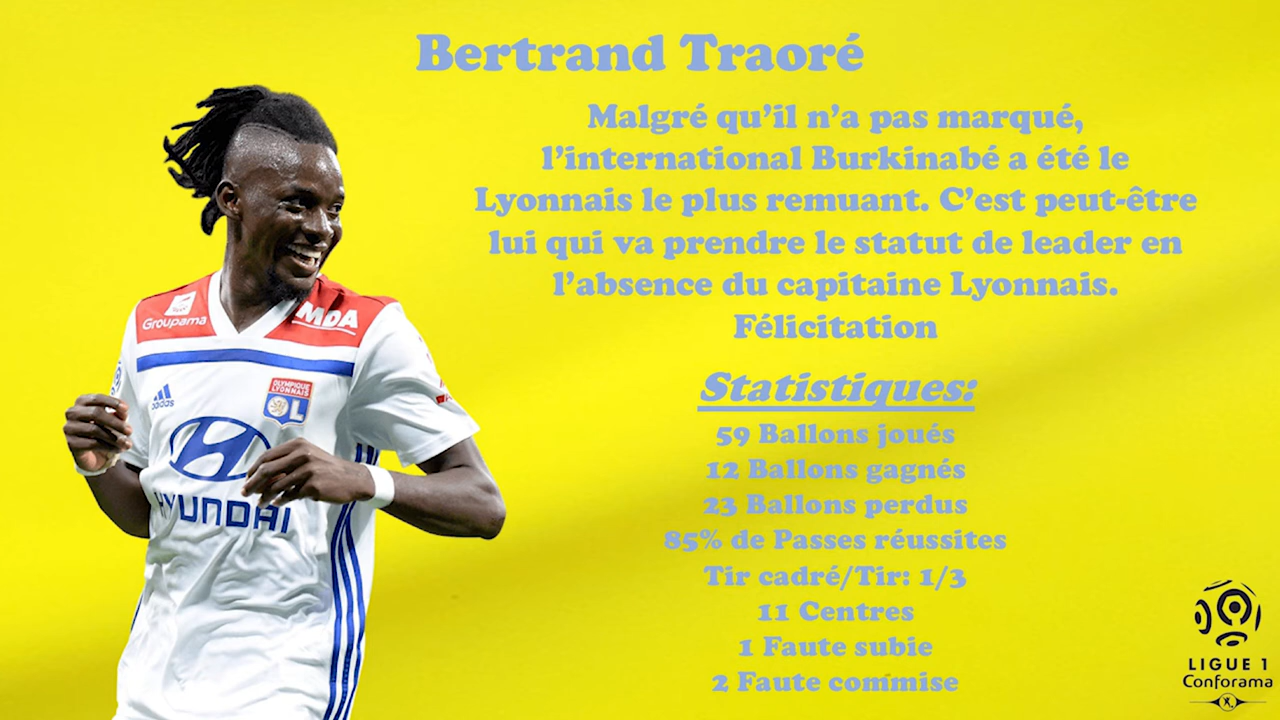 Bertrand Traoré
Malgré qu’il n’a pas marqué,
l’international Burkinabé a été le
Lyonnais le plus remuant. C’est peut-être
lui qui va prendre le statut de leader en
l’absence du capitaine Lyonnais.
Félicitation
Statistiques:
59 Ballons joués
12 Ballons gagnés
23 Ballons perdus
85% de Passes réussites
Tir cadré/Tir: 1/3
11 Centres
1 Faute subie
2 Faute commise
Groupama
MDA
adidas
OLYMPIQUE
LYONNAIS
OL
HYUNDAI
LIGUE 1
Conforama